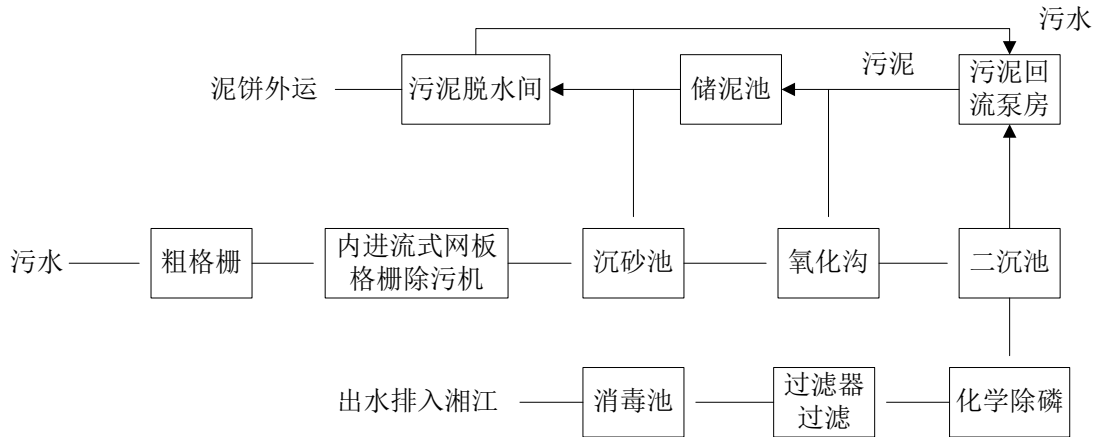 污水
泥饼外运
污泥脱水间
储泥池
污泥
污泥回
流泵房
污水
粗格栅
内进流式网板
格栅除污机
沉砂池
氧化沟
二沉池
出水排入湘江
消毒池
过滤器
过滤
化学除磷